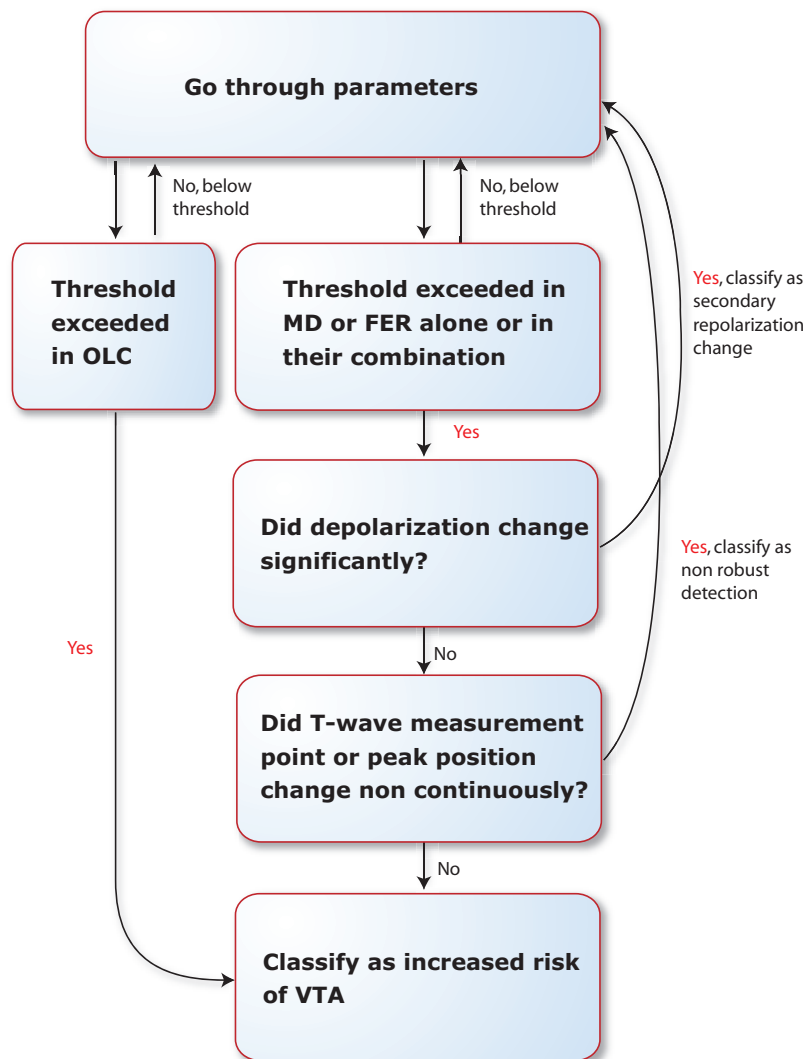 Go through parameters
No, below
threshold
No, below
threshold
Threshold
exceeded
in OLC
Threshold exceeded in
MD or FER alone or in
their combination
Yes, classify as
secondary
repolarization
change
Yes
Did depolarization change
significantly?
Yes, classify as
non robust
detection
Yes
No
Did T-wave measurement
point or peak position
change non continuously?
No
Classify as increased risk
of VTA